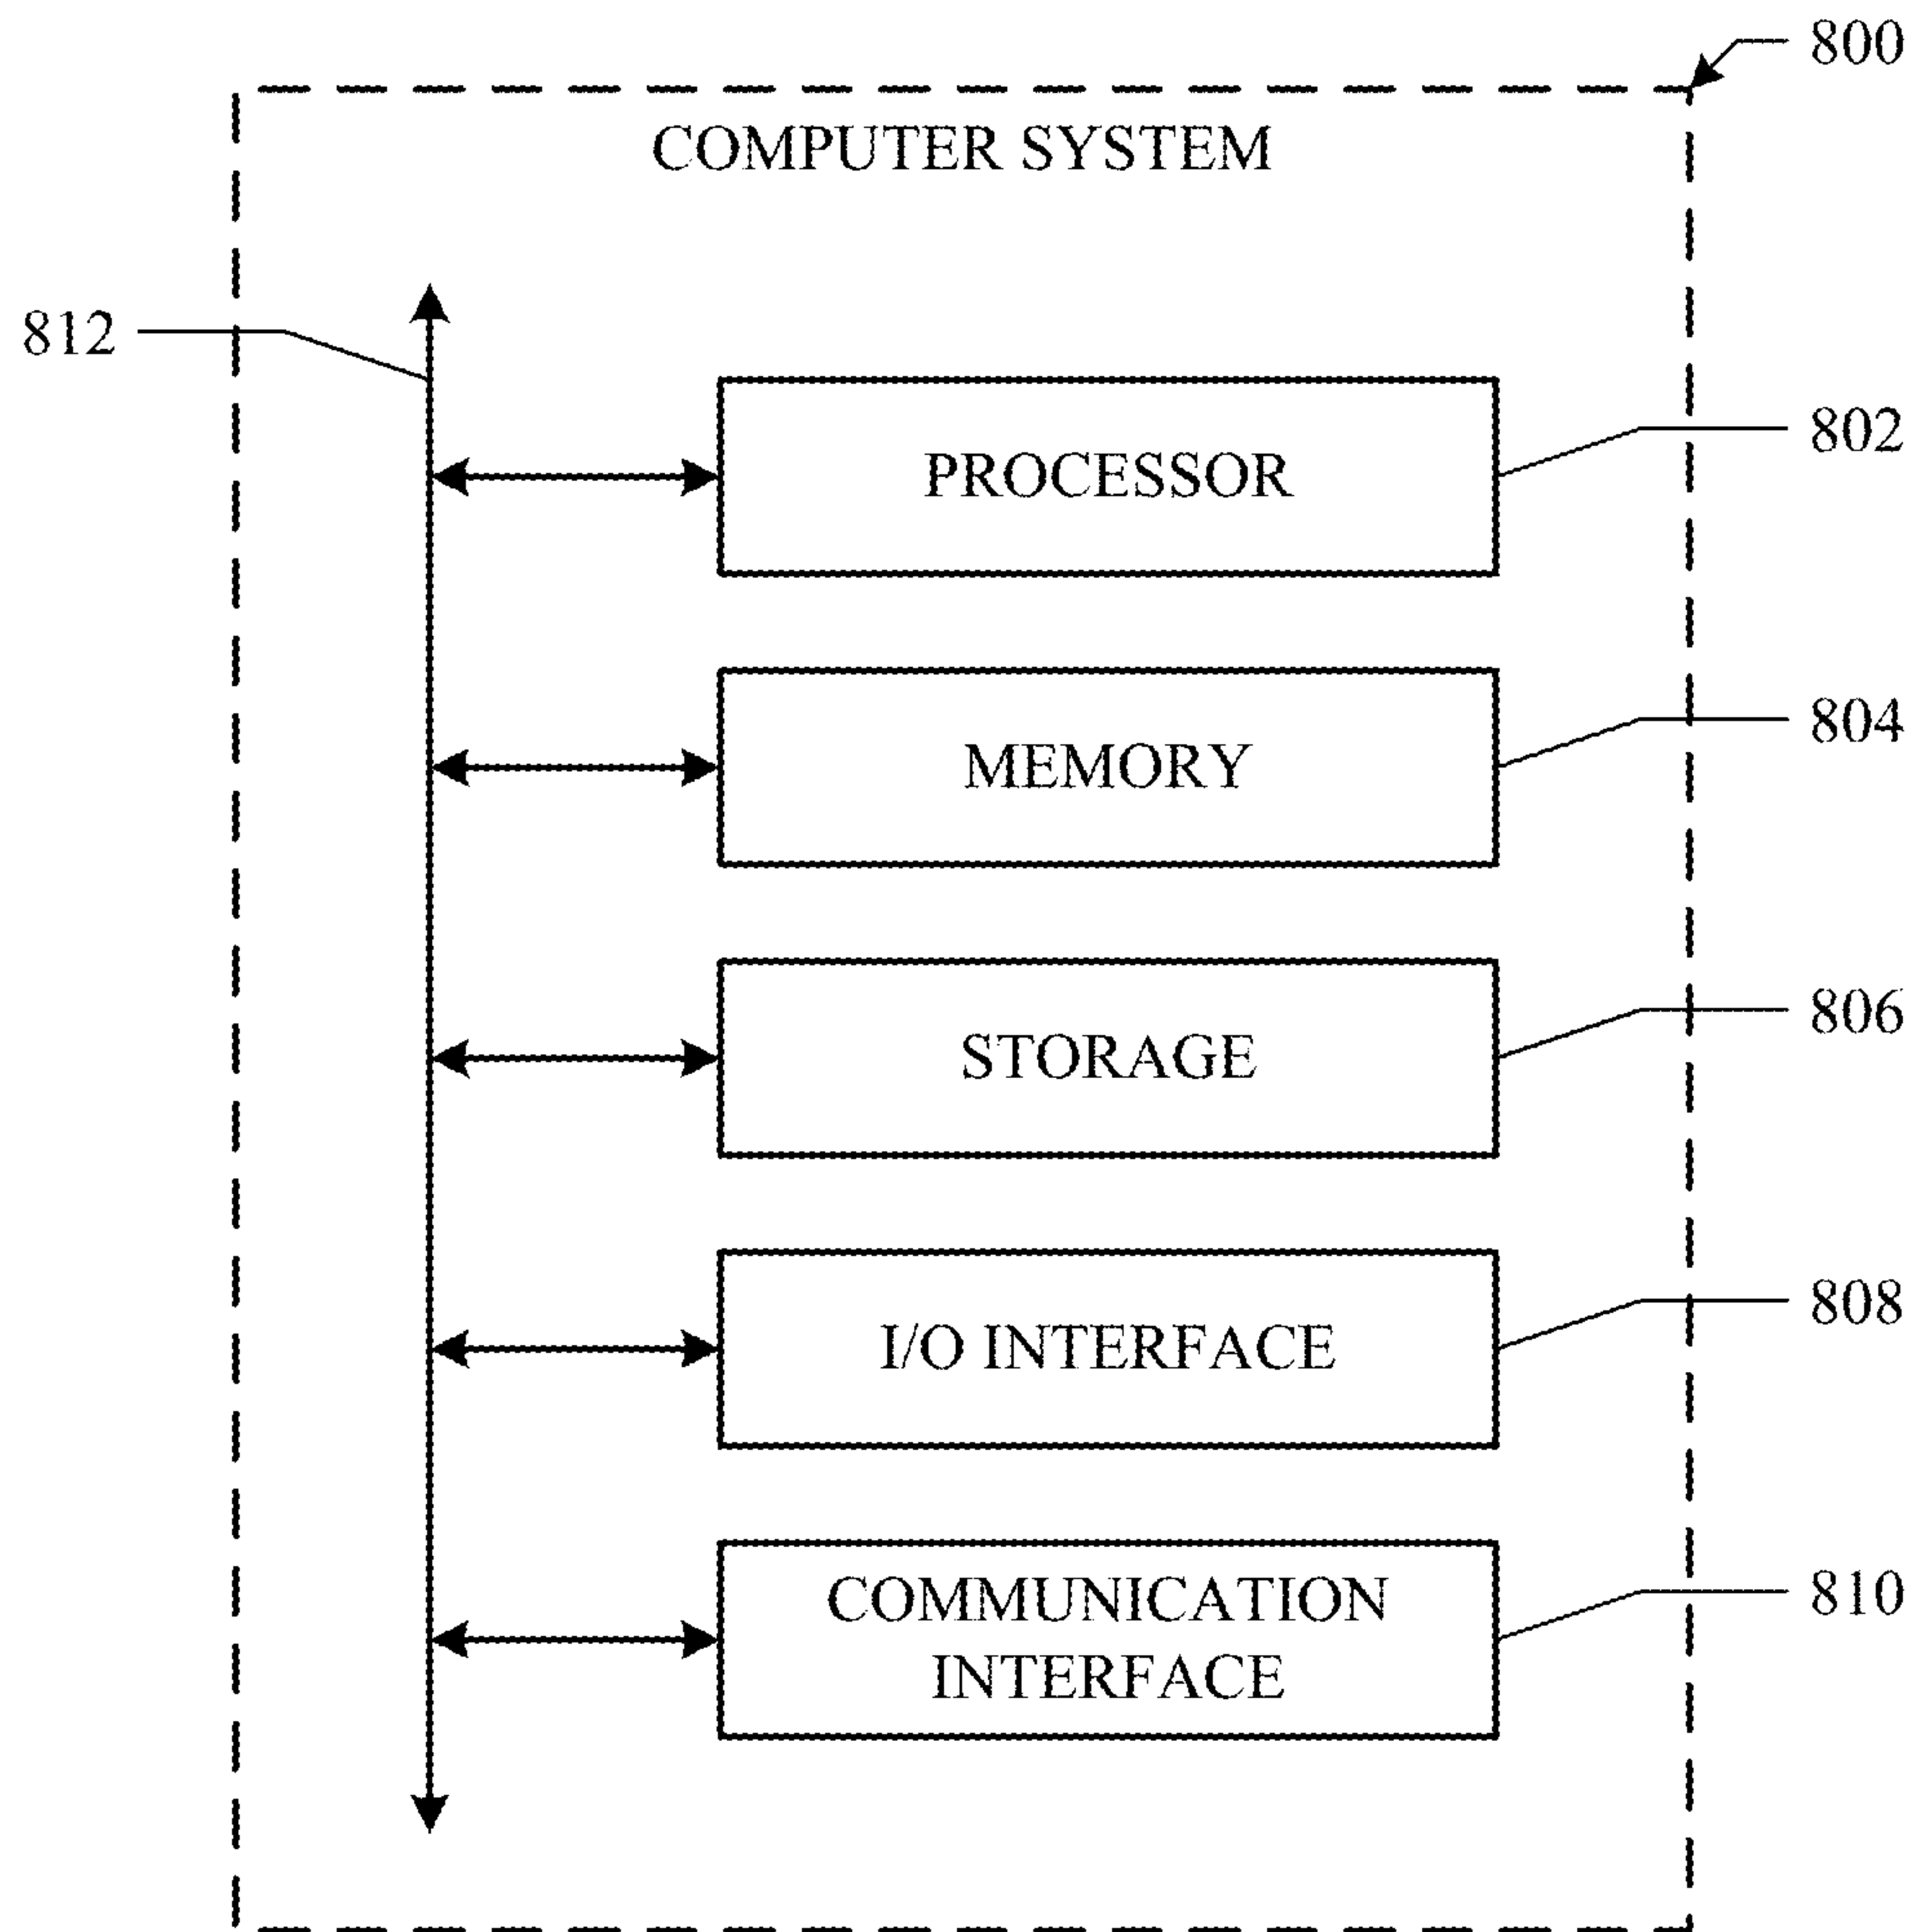 800
COMPUTER SYSTEM
812
PROCESSOR
802
MEMORY
804
STORAGE
806
I/O INTERFACE
808
COMMUNICATION
INTERFACE
810